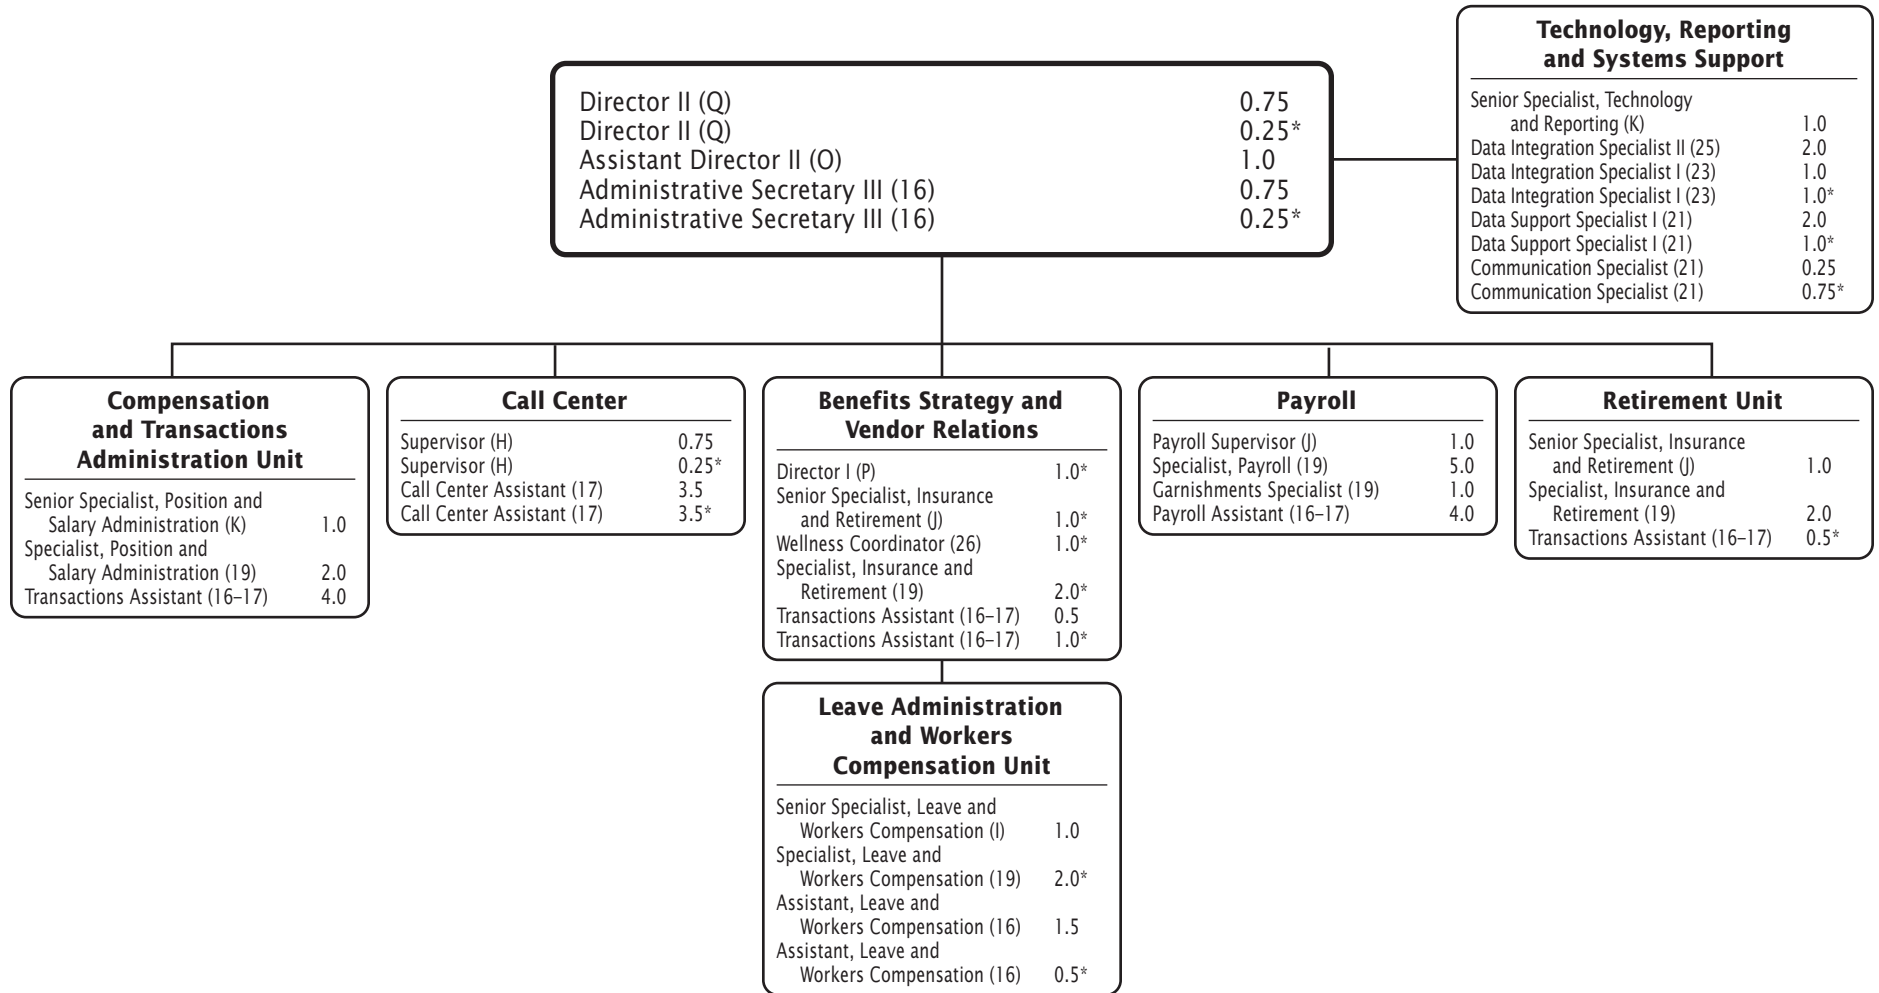 Technology, Reporting
and Systems Support
Senior Specialist, Technology
and Reporting (K) 1.0
Data Integration Specialist II (25) 2.0
Data Integration Specialist I (23) 1.0
Data Integration Specialist I (23) 1.0*
Data Support Specialist I (21) 2.0
Data Support Specialist I (21) 1.0*
Communication Specialist (21) 0.25
Communication Specialist (21) 0.75*
Director II (Q) 0.75
Director II (Q) 0.25*
Assistant Director II (O) 1.0
Administrative Secretary III (16) 0.75
Administrative Secretary III (16) 0.25*
Compensation
and Transactions
Administration Unit
Senior Specialist, Position and
Salary Administration (K) 1.0
Specialist, Position and
Salary Administration (19) 2.0
Transactions Assistant (16–17) 4.0
Call Center
Supervisor (H) 0.75
Supervisor (H) 0.25*
Call Center Assistant (17) 3.5
Call Center Assistant (17) 3.5*
Benefits Strategy and
Vendor Relations
Director I (P) 1.0*
Senior Specialist, Insurance
and Retirement (J) 1.0*
Wellness Coordinator (26) 1.0*
Specialist, Insurance and
Retirement (19) 2.0*
Transactions Assistant (16–17) 0.5
Transactions Assistant (16–17) 1.0*
Payroll
Payroll Supervisor (J) 1.0
Specialist, Payroll (19) 5.0
Garnishments Specialist (19) 1.0
Payroll Assistant (16–17) 4.0
Retirement Unit
Senior Specialist, Insurance
and Retirement (J) 1.0
Specialist, Insurance and
Retirement (19) 2.0
Transactions Assistant (16–17) 0.5*
Leave Administration
and Workers
Compensation Unit
Senior Specialist, Leave and
Workers Compensation (I) 1.0
Specialist, Leave and
Workers Compensation (19) 2.0*
Assistant, Leave and
Workers Compensation (16) 1.5
Assistant, Leave and
Workers Compensation (16) 0.5*